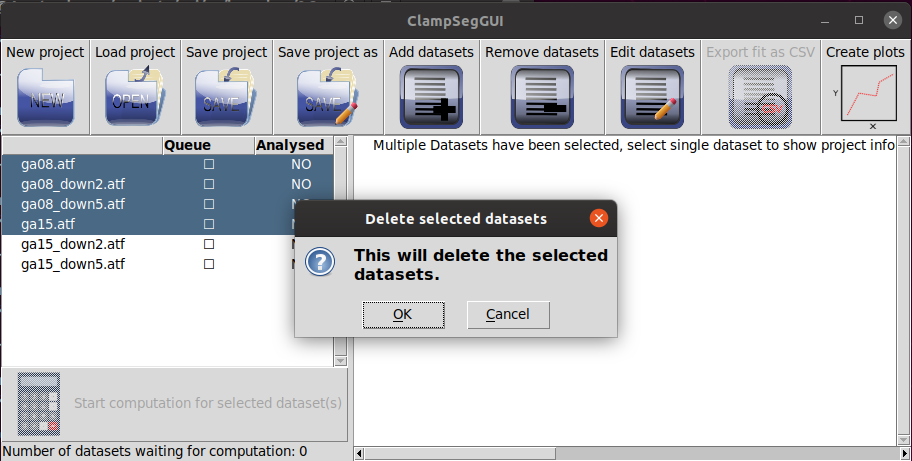 ClampSegGUI
New project Load project Save project Save project as Add datasets Remove datasets Edit datasets Export fit as CSV Create plots
NEW OPEN SAVE SAVE Y X
Queue Analysed
ga08.atf NO
ga08_down2.atf NO
ga08_down5.atf
ga15.atf
ga15_down2.atf
ga15_down5.atf
Multiple Datasets have been selected, select single dataset to show project info
Delete selected datasets
This will delete the selected
datasets.
OK Cancel
Start computation for selected dataset(s)
Number of datasets waiting for computation: 0